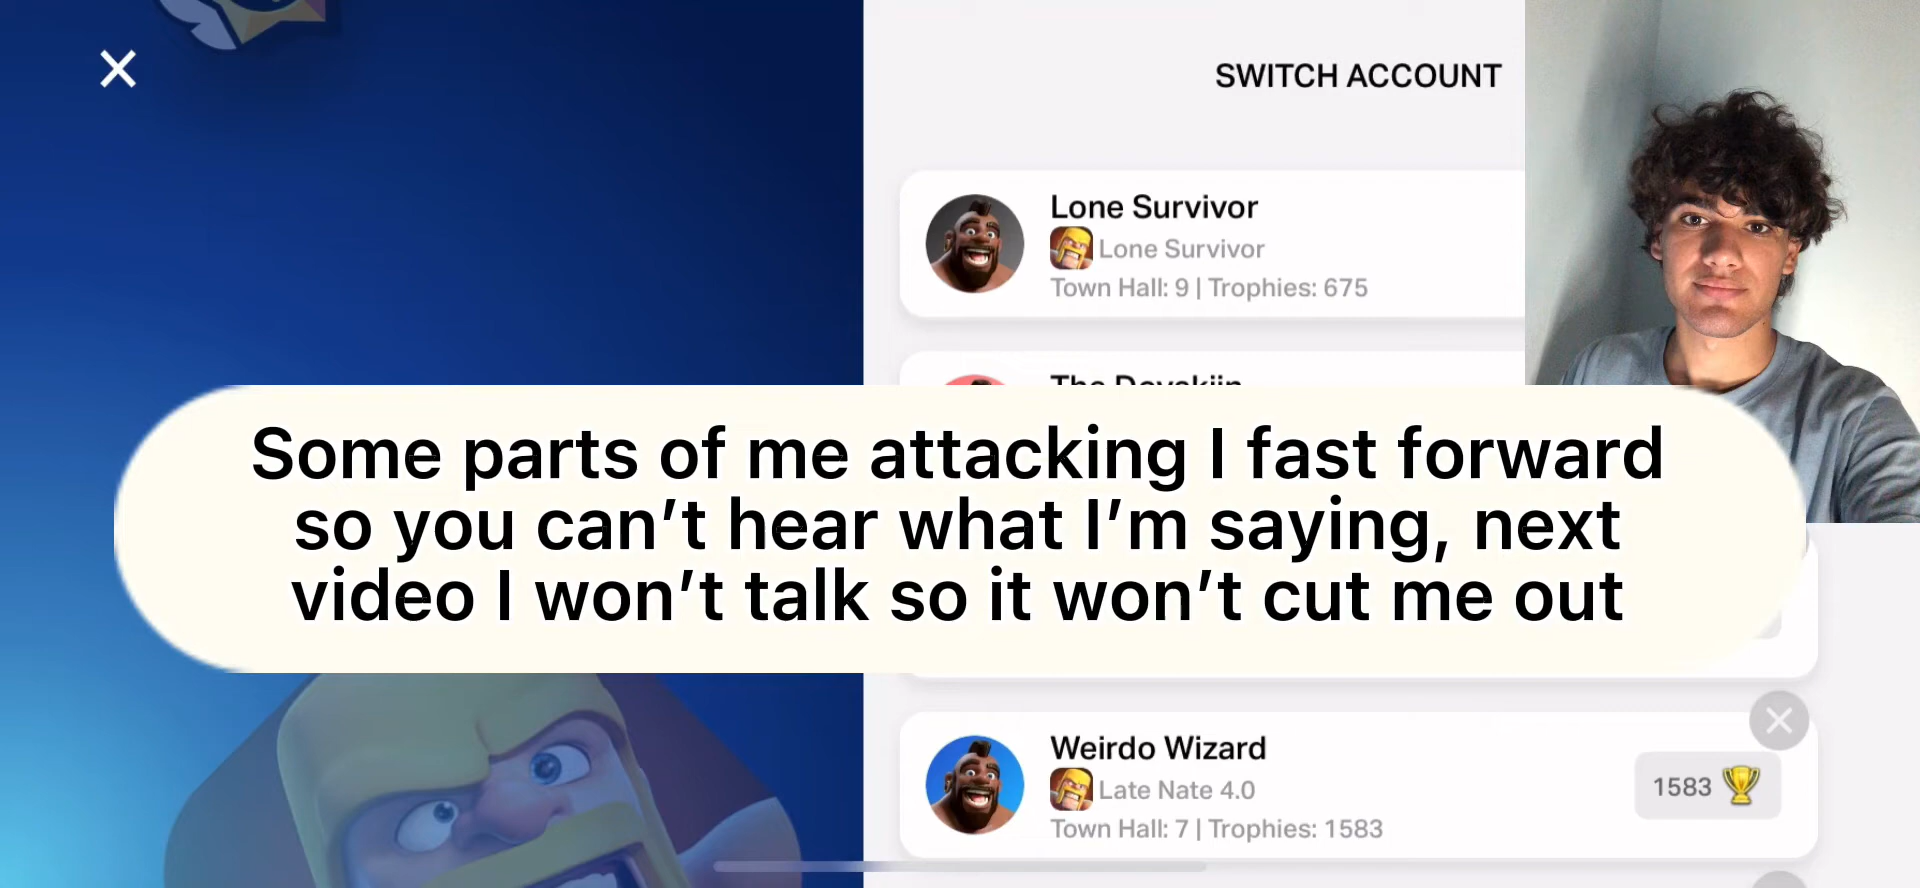 SWITCH ACCOUNT
Lone Survivor
Lone Survivor
Town Hall: 9 | Trophies: 675
Some parts of me attacking I fast forward
so you can’t hear what I’m saying, next
video I won’t talk so it won’t cut me out
Weirdo Wizard
Late Nate 4.0
1583
Town Hall: 7 | Trophies: 1583